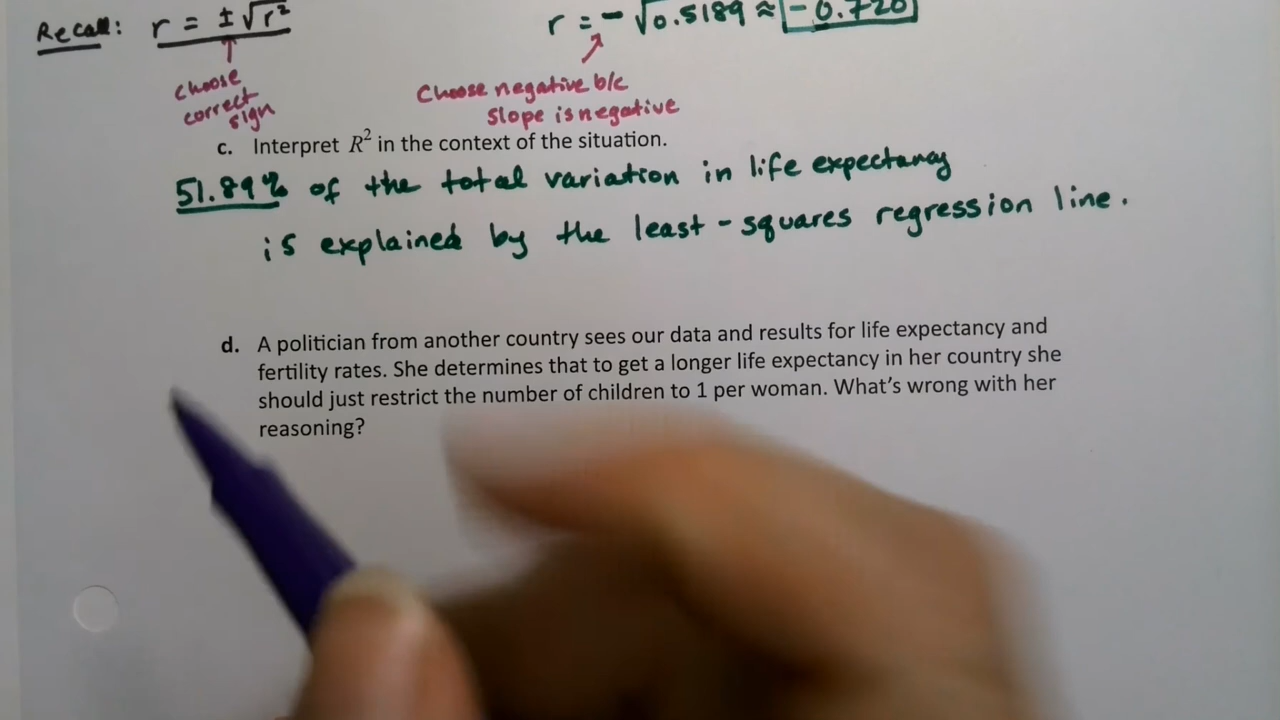 Recall: r = ±√r²
r = -√0.5189 ≈ -0.720
choose
correct
sign
Choose negative b/c
Slope is negative
c. Interpret R² in the context of the situation.
51.89% of the total variation in life expectancy
is explained by the least-squares regression line.
d. A politician from another country sees our data and results for life expectancy and
fertility rates. She determines that to get a longer life expectancy in her country she
should just restrict the number of children to 1 per woman. What's wrong with her
reasoning?